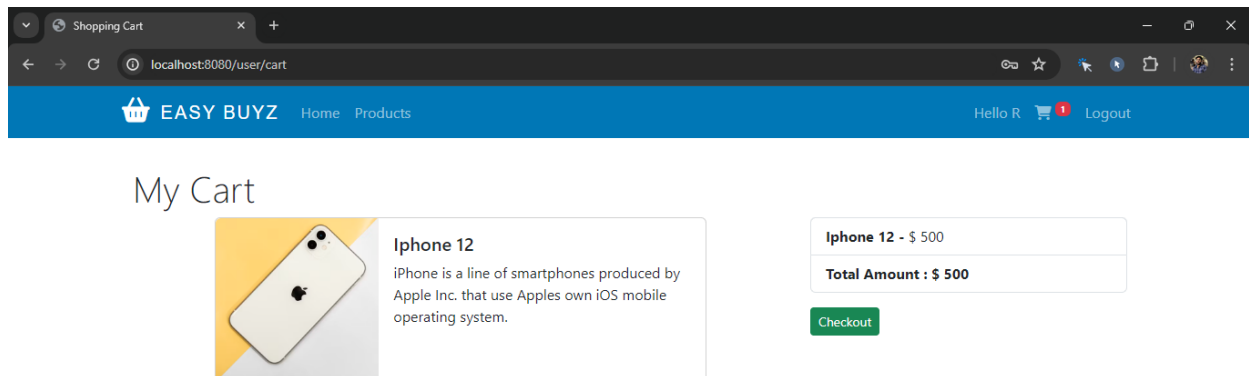 Shopping Cart
localhost:8080/user/cart
EASY BUYZ Home Products Hello R 1 Logout
My Cart
Iphone 12
iPhone is a line of smartphones produced by
Apple Inc. that use Apples own iOS mobile
operating system.
Iphone 12 - $ 500
Total Amount : $ 500
Checkout